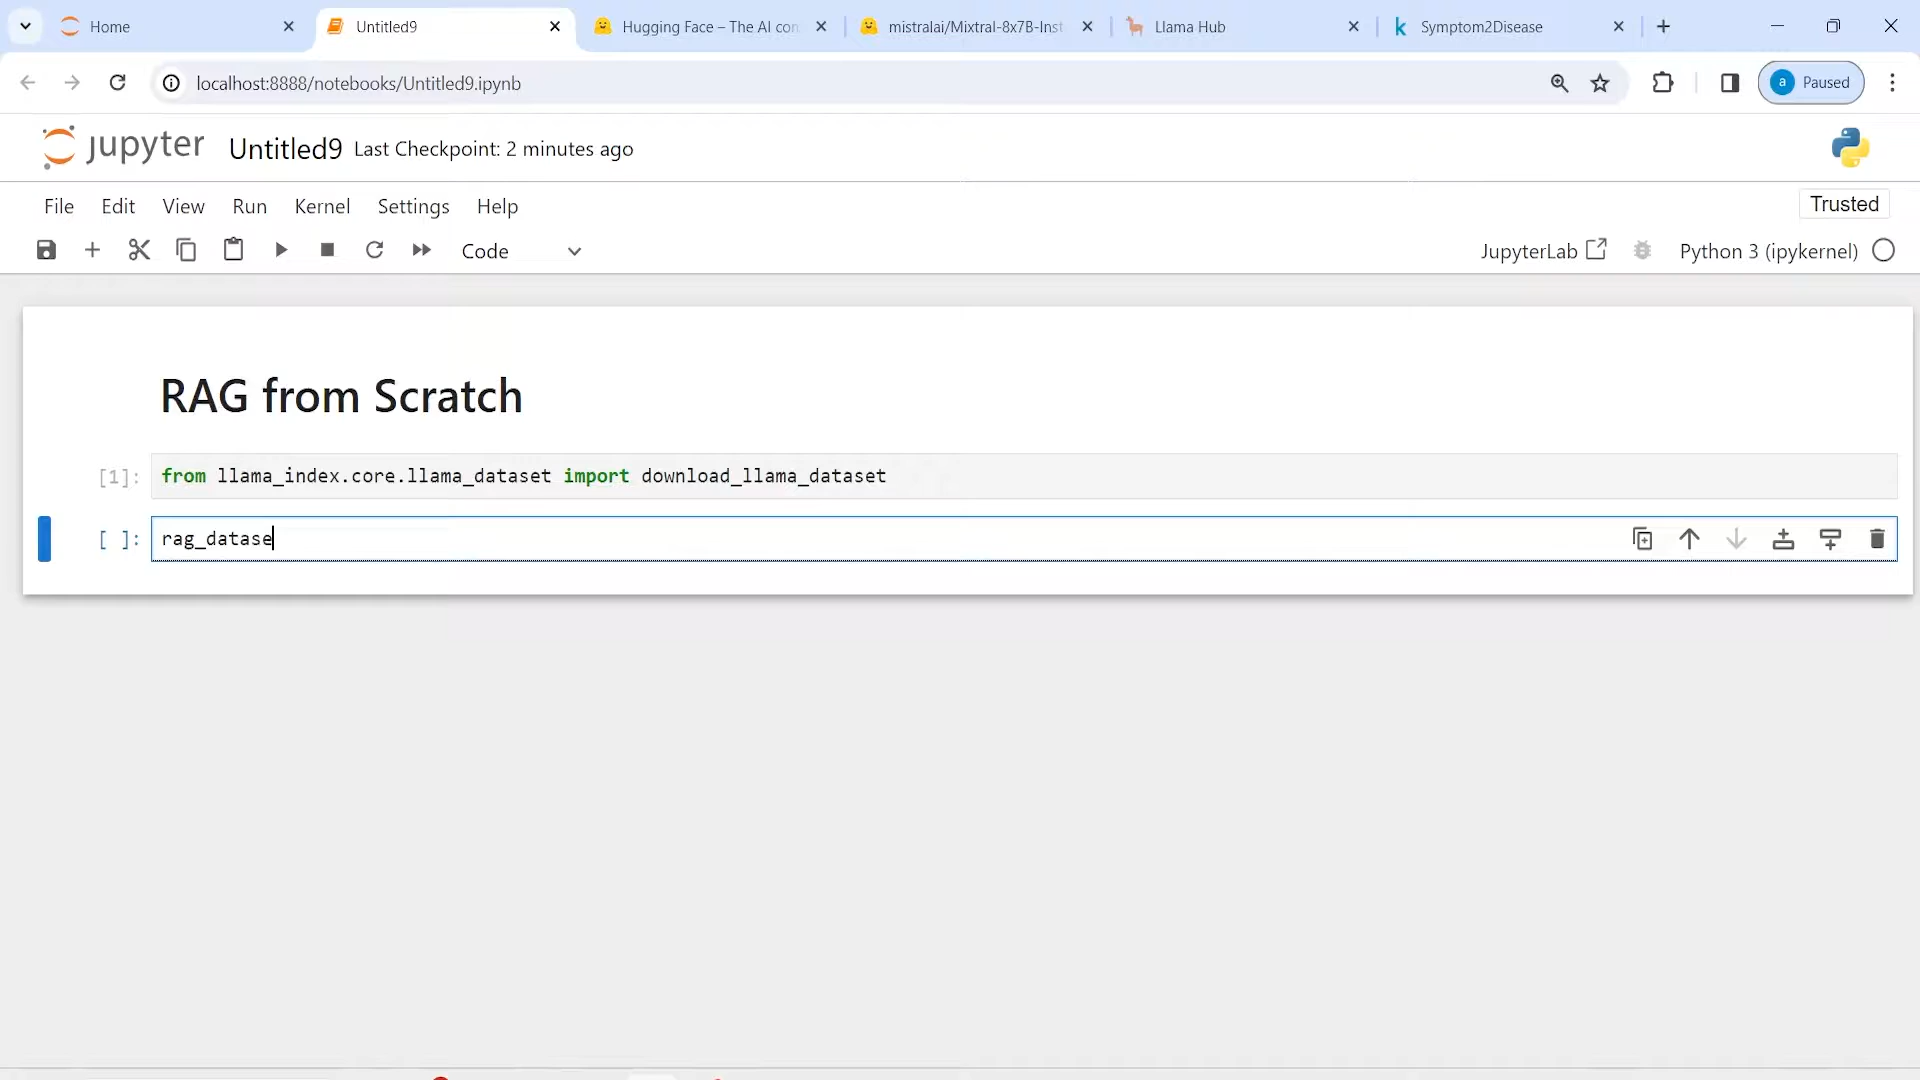 Home
Untitled9
Hugging Face – The AI con
mistralai/Mixtral-8x7B-Inst
Llama Hub
Symptom2Disease
localhost:8888/notebooks/Untitled9.ipynb
a Paused
jupyter Untitled9 Last Checkpoint: 2 minutes ago
File Edit View Run Kernel Settings Help
Trusted
Code
JupyterLab
Python 3 (ipykernel)
RAG from Scratch
[1]: from llama_index.core.llama_dataset import download_llama_dataset
[ ]: rag_datase